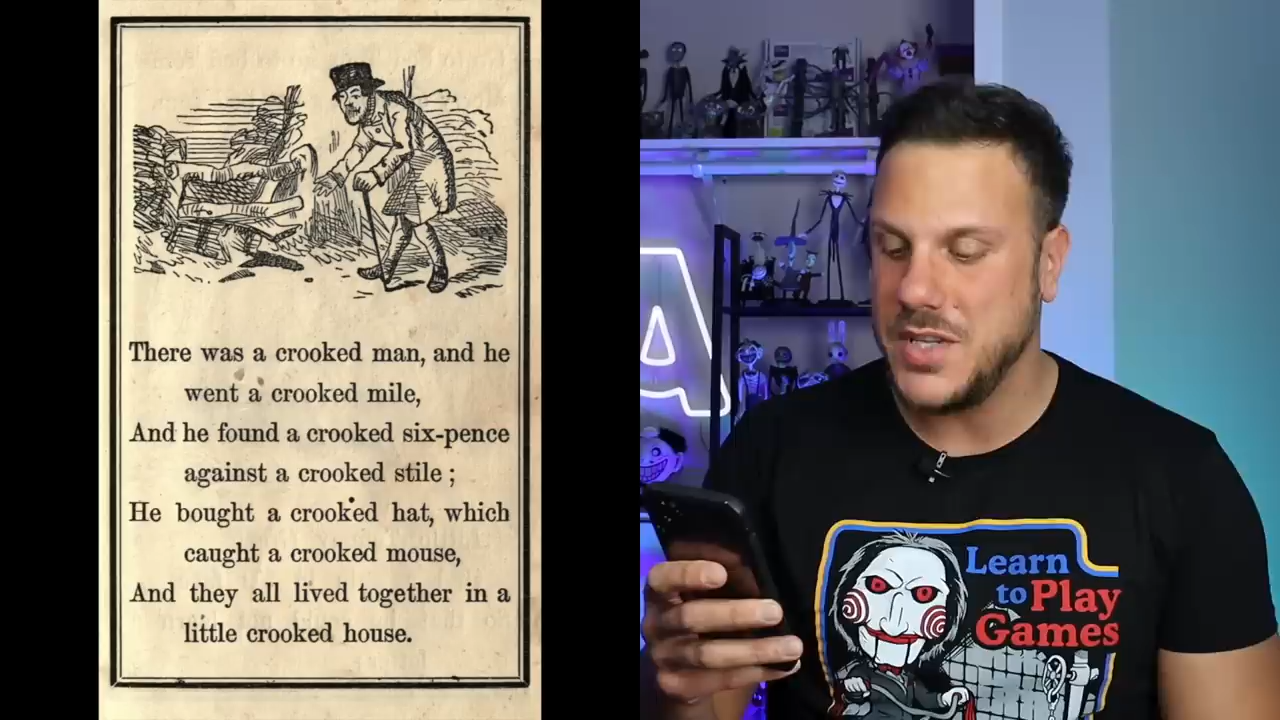 There was a crooked man, and he
went a crooked mile,
And he found a crooked six-pence
against a crooked stile ;
He bought a crooked hat, which
caught a crooked mouse,
And they all lived together in a
little crooked house.
A
Learn
to Play
Games